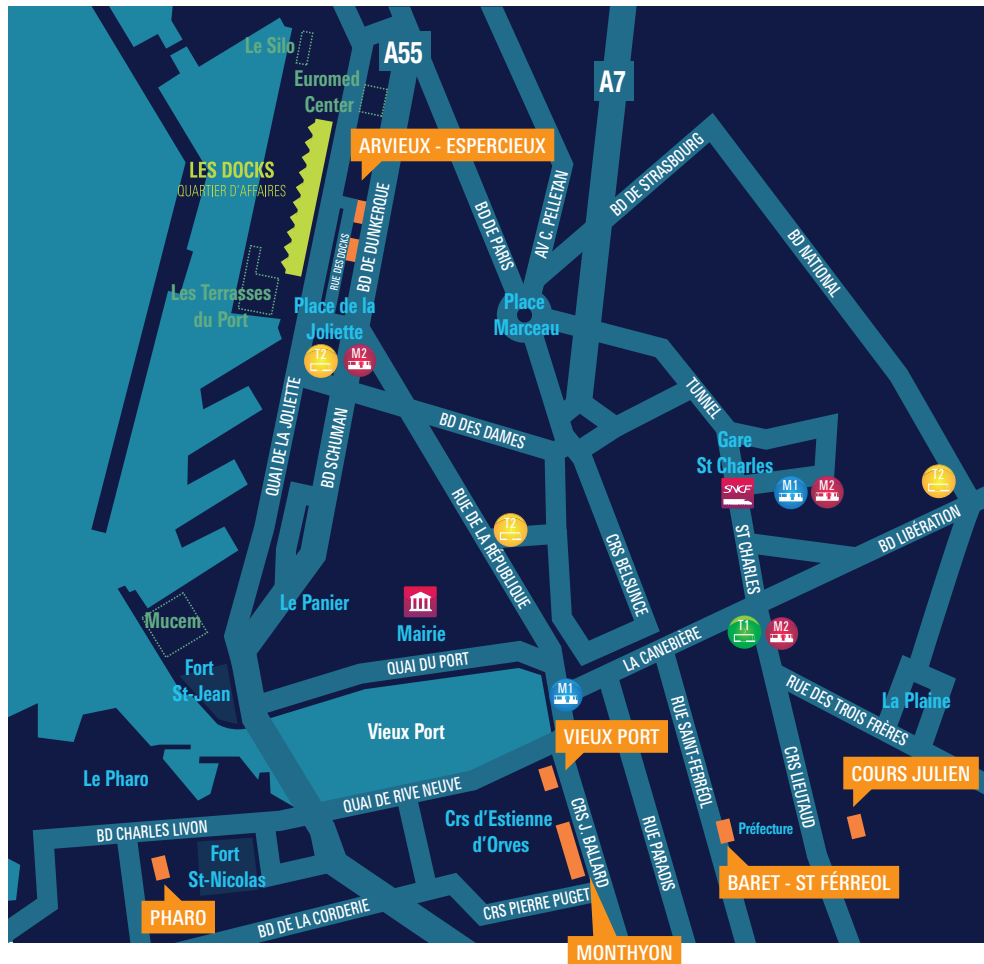 Le Silo
A55
Euromed
Center
A7
ARVIEUX - ESPERCIEUX
LES DOCKS
QUARTIER D'AFFAIRES
BD DE STRASBOURG
AV C. PELLETAN
BD DE PARIS
BD DE DUNKERQUE
RUE DES DOCKS
BD NATIONAL
Les Terrasses
du Port
Place de la
Joliette
Place
Marceau
T2
M2
TUNNEL
QUAI DE LA JOLIETTE
BD SCHUMAN
BD DES DAMES
Gare
St Charles
SNCF
M1
M2
T2
RUE DE LA RÉPUBLIQUE
T2
CRS BELSUNCE
ST CHARLES
BD LIBÉRATION
Le Panier
Mairie
Mucem
T1
M2
LA CANEBIÈRE
QUAI DU PORT
Fort
St-Jean
M1
RUE DES TROIS FRÈRES
La Plaine
Vieux Port
VIEUX PORT
RUE SAINT-FERRÉOL
CRS LIEUTAUD
COURS JULIEN
Le Pharo
QUAI DE RIVE NEUVE
BD CHARLES LIVON
Crs d'Estienne
d'Orves
CRS J. BALLARD
RUE PARADIS
Préfecture
Fort
St-Nicolas
BARET - ST FÉRREOL
PHARO
BD DE LA CORDERIE
CRS PIERRE PUGET
MONTHYON